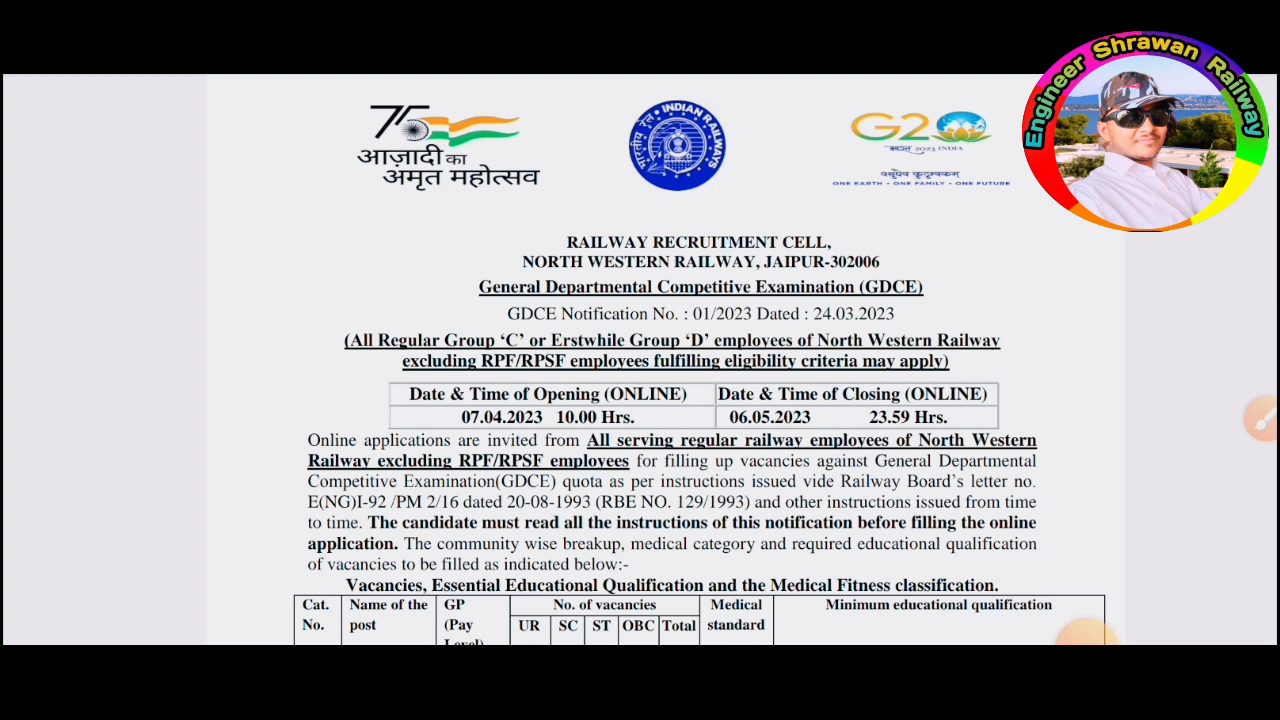 Engineer Shrawan Railway
आज़ादी का
अमृत महोत्सव
भारतीय रेल • INDIAN RAILWAYS
G20
भारत 2023 INDIA
वसुधैव कुटुम्बकम्
ONE EARTH • ONE FAMILY • ONE FUTURE
RAILWAY RECRUITMENT CELL,
NORTH WESTERN RAILWAY, JAIPUR-302006
General Departmental Competitive Examination (GDCE)
GDCE Notification No. : 01/2023 Dated : 24.03.2023
(All Regular Group ‘C’ or Erstwhile Group ‘D’ employees of North Western Railway
excluding RPF/RPSF employees fulfilling eligibility criteria may apply)
Date & Time of Opening (ONLINE) Date & Time of Closing (ONLINE)
07.04.2023 10.00 Hrs. 06.05.2023 23.59 Hrs.
Online applications are invited from All serving regular railway employees of North Western
Railway excluding RPF/RPSF employees for filling up vacancies against General Departmental
Competitive Examination(GDCE) quota as per instructions issued vide Railway Board’s letter no.
E(NG)I-92 /PM 2/16 dated 20-08-1993 (RBE NO. 129/1993) and other instructions issued from time
to time. The candidate must read all the instructions of this notification before filling the online
application. The community wise breakup, medical category and required educational qualification
of vacancies to be filled as indicated below:-
Vacancies, Essential Educational Qualification and the Medical Fitness classification.
Cat. Name of the GP No. of vacancies Medical Minimum educational qualification
No. post (Pay UR SC ST OBC Total standard
Level)